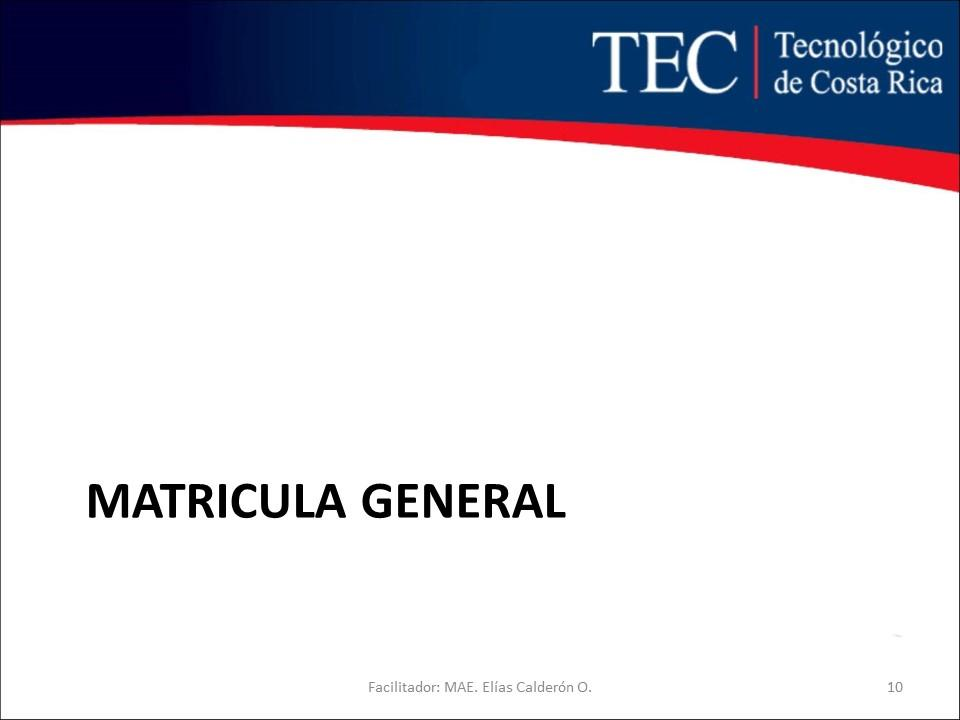 TEC
Tecnológico
de Costa Rica
MATRICULA GENERAL
Facilitador: MAE. Elías Calderón O.
10